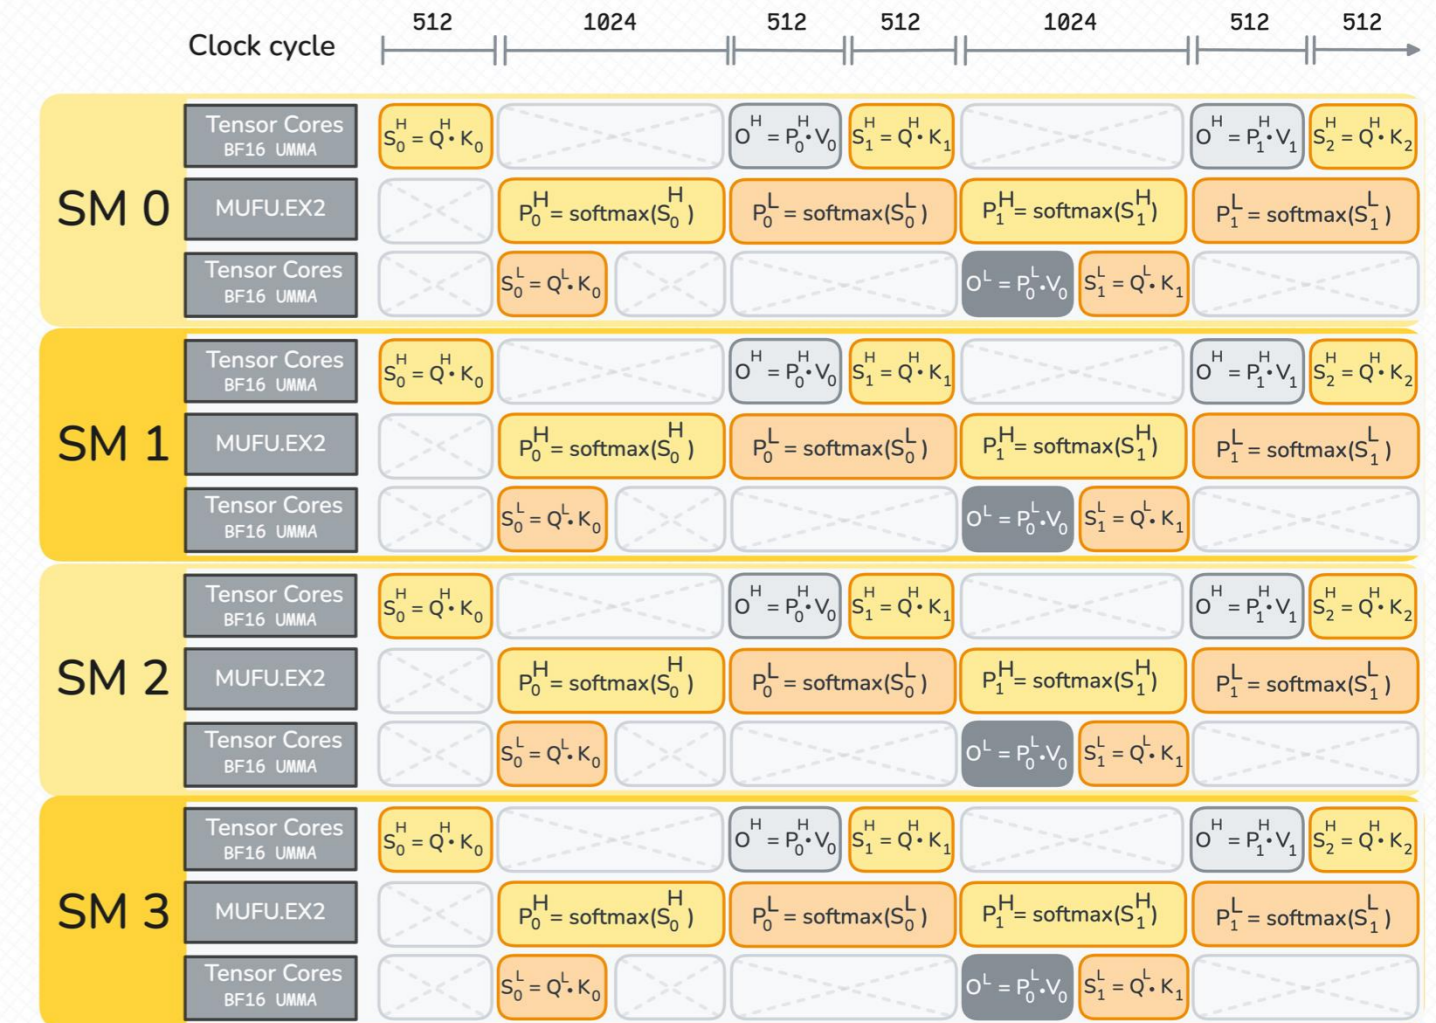 512 1024 512 512 1024 512 512
Clock cycle
SM 0
Tensor Cores
BF16 UMMA
S₀ᴴ = Qᴴ · K₀
Oᴴ = P₀ᴴ · V₀
S₁ᴴ = Qᴴ · K₁
Oᴴ = P₁ᴴ · V₁
S₂ᴴ = Qᴴ · K₂
MUFU.EX2
P₀ᴴ = softmax(S₀ᴴ)
P₀ᴸ = softmax(S₀ᴸ)
P₁ᴴ = softmax(S₁ᴴ)
P₁ᴸ = softmax(S₁ᴸ)
Tensor Cores
BF16 UMMA
S₀ᴸ = Qᴸ · K₀
Oᴸ = P₀ᴸ · V₀
S₁ᴸ = Qᴸ · K₁
SM 1
Tensor Cores
BF16 UMMA
S₀ᴴ = Qᴴ · K₀
Oᴴ = P₀ᴴ · V₀
S₁ᴴ = Qᴴ · K₁
Oᴴ = P₁ᴴ · V₁
S₂ᴴ = Qᴴ · K₂
MUFU.EX2
P₀ᴴ = softmax(S₀ᴴ)
P₀ᴸ = softmax(S₀ᴸ)
P₁ᴴ = softmax(S₁ᴴ)
P₁ᴸ = softmax(S₁ᴸ)
Tensor Cores
BF16 UMMA
S₀ᴸ = Qᴸ · K₀
Oᴸ = P₀ᴸ · V₀
S₁ᴸ = Qᴸ · K₁
SM 2
Tensor Cores
BF16 UMMA
S₀ᴴ = Qᴴ · K₀
Oᴴ = P₀ᴴ · V₀
S₁ᴴ = Qᴴ · K₁
Oᴴ = P₁ᴴ · V₁
S₂ᴴ = Qᴴ · K₂
MUFU.EX2
P₀ᴴ = softmax(S₀ᴴ)
P₀ᴸ = softmax(S₀ᴸ)
P₁ᴴ = softmax(S₁ᴴ)
P₁ᴸ = softmax(S₁ᴸ)
Tensor Cores
BF16 UMMA
S₀ᴸ = Qᴸ · K₀
Oᴸ = P₀ᴸ · V₀
S₁ᴸ = Qᴸ · K₁
SM 3
Tensor Cores
BF16 UMMA
S₀ᴴ = Qᴴ · K₀
Oᴴ = P₀ᴴ · V₀
S₁ᴴ = Qᴴ · K₁
Oᴴ = P₁ᴴ · V₁
S₂ᴴ = Qᴴ · K₂
MUFU.EX2
P₀ᴴ = softmax(S₀ᴴ)
P₀ᴸ = softmax(S₀ᴸ)
P₁ᴴ = softmax(S₁ᴴ)
P₁ᴸ = softmax(S₁ᴸ)
Tensor Cores
BF16 UMMA
S₀ᴸ = Qᴸ · K₀
Oᴸ = P₀ᴸ · V₀
S₁ᴸ = Qᴸ · K₁